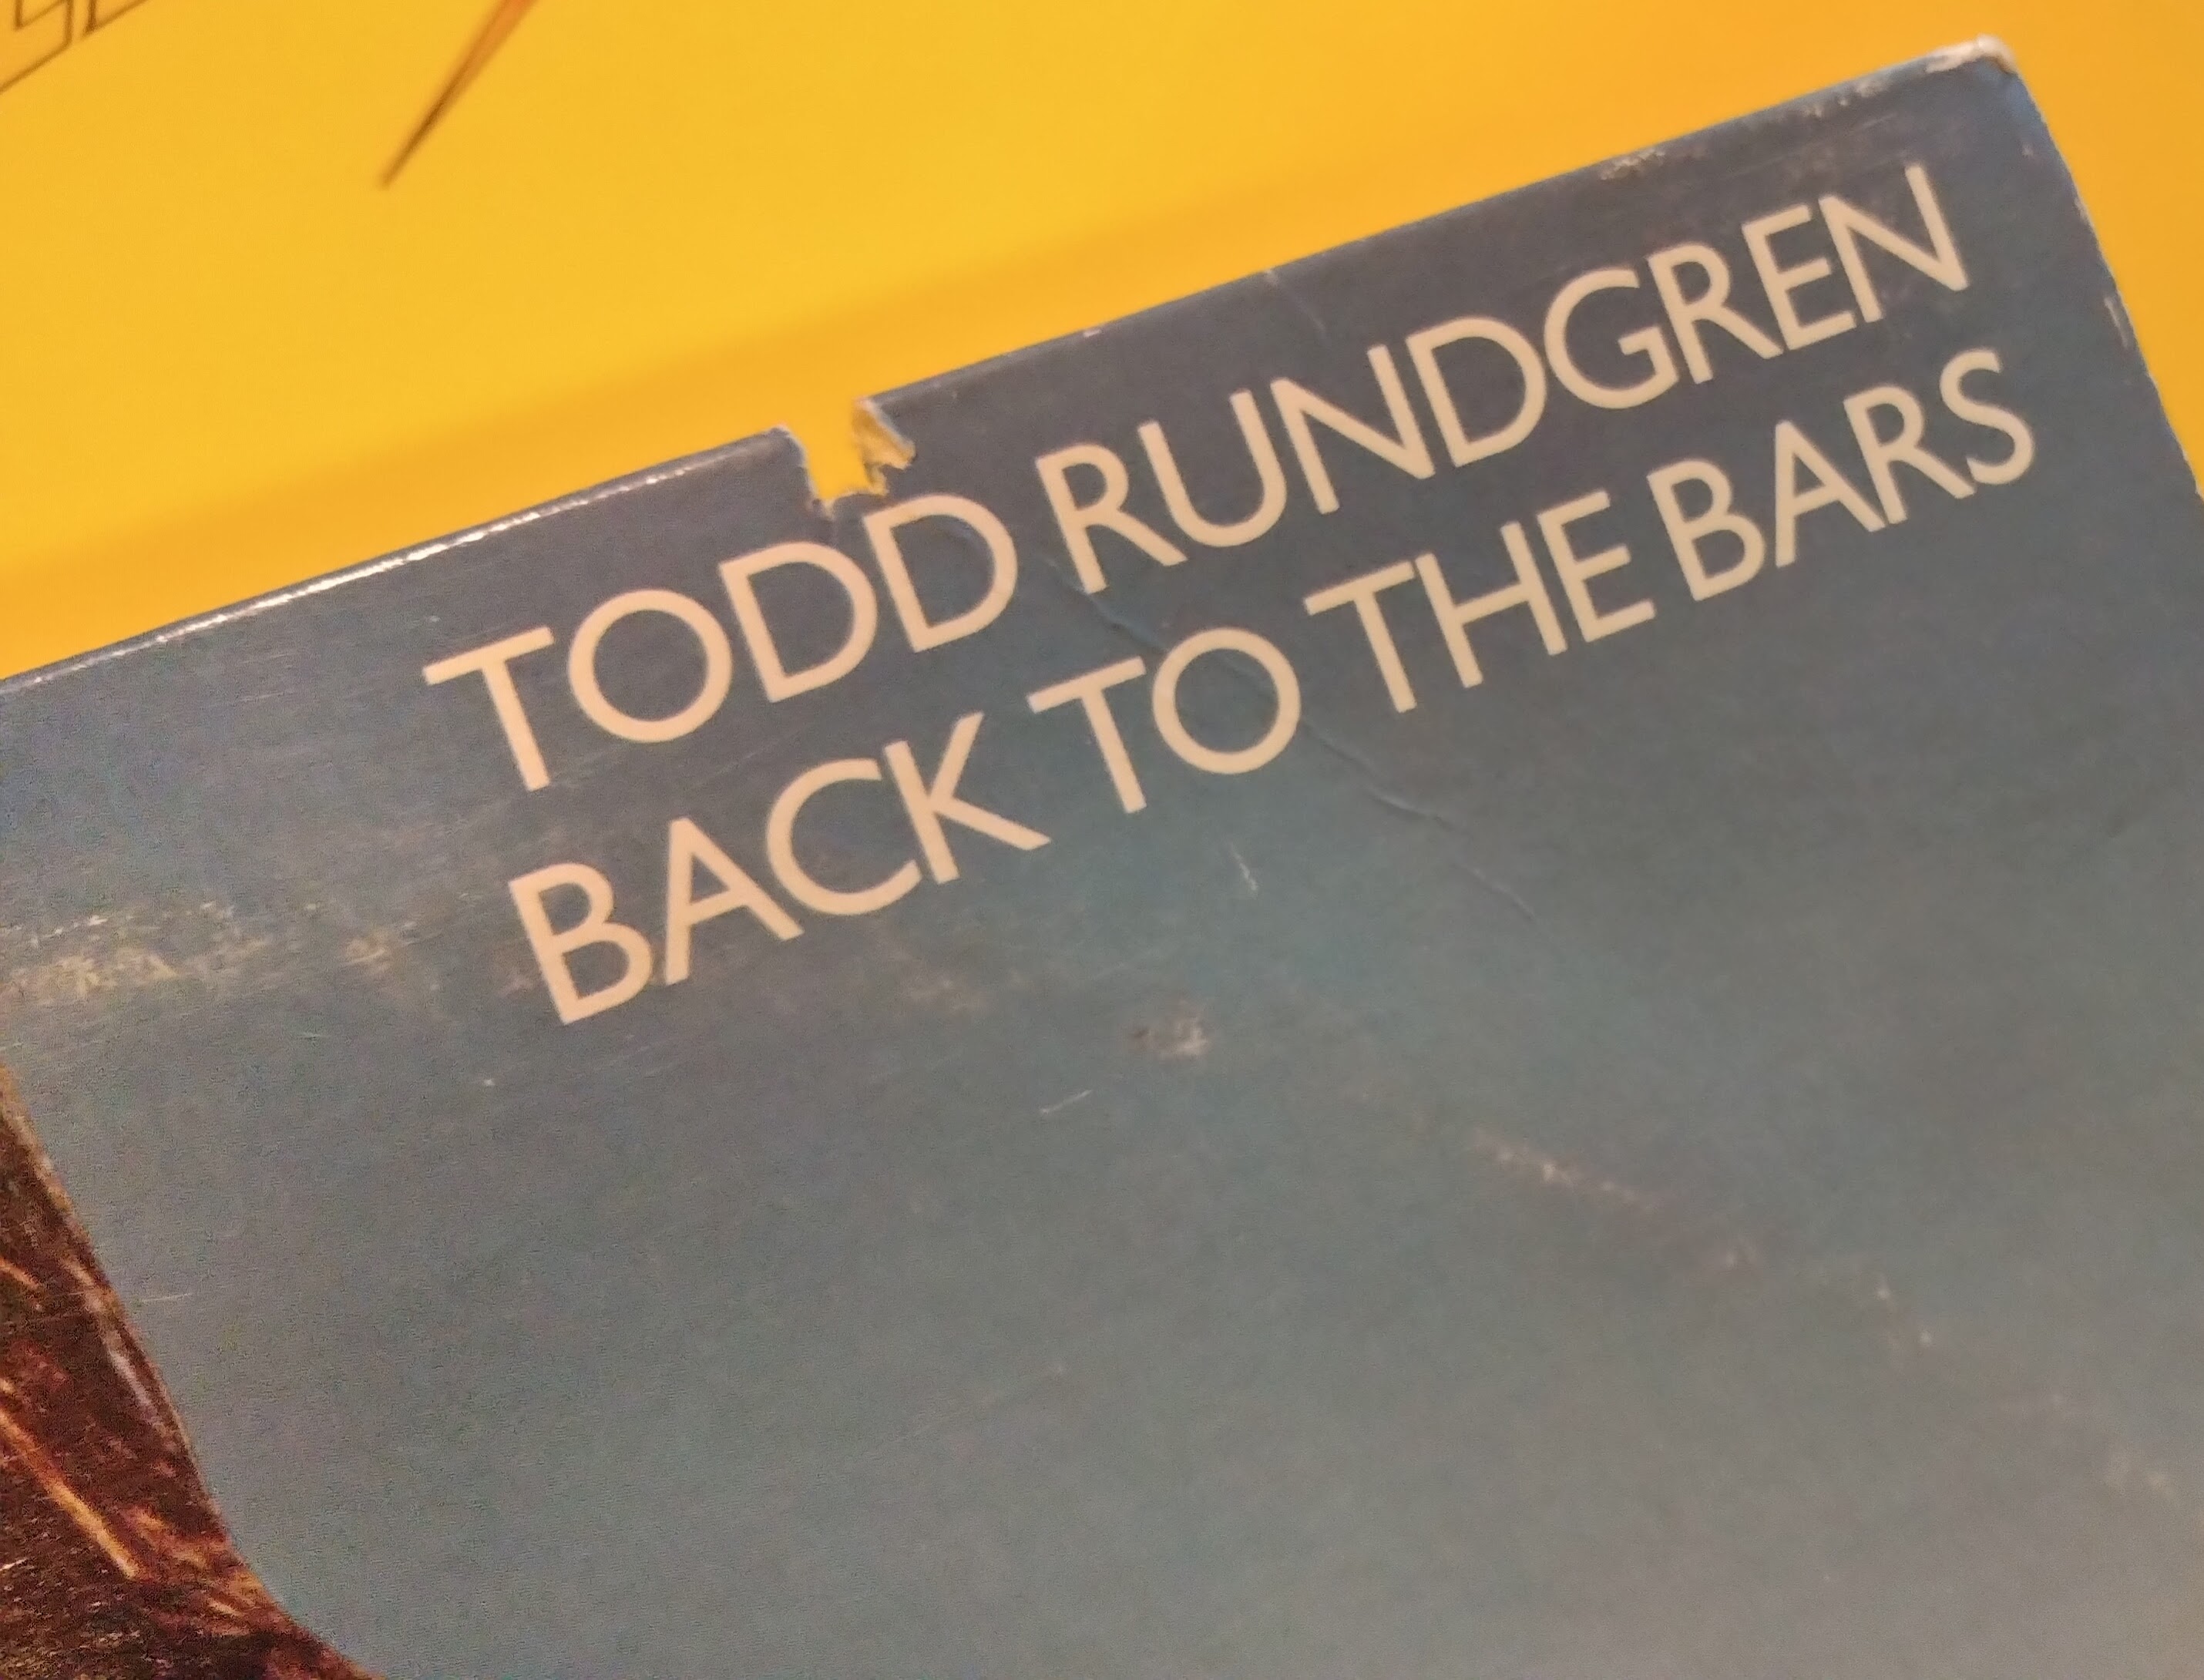 TODD RUNDGREN
BACK TO THE BARS